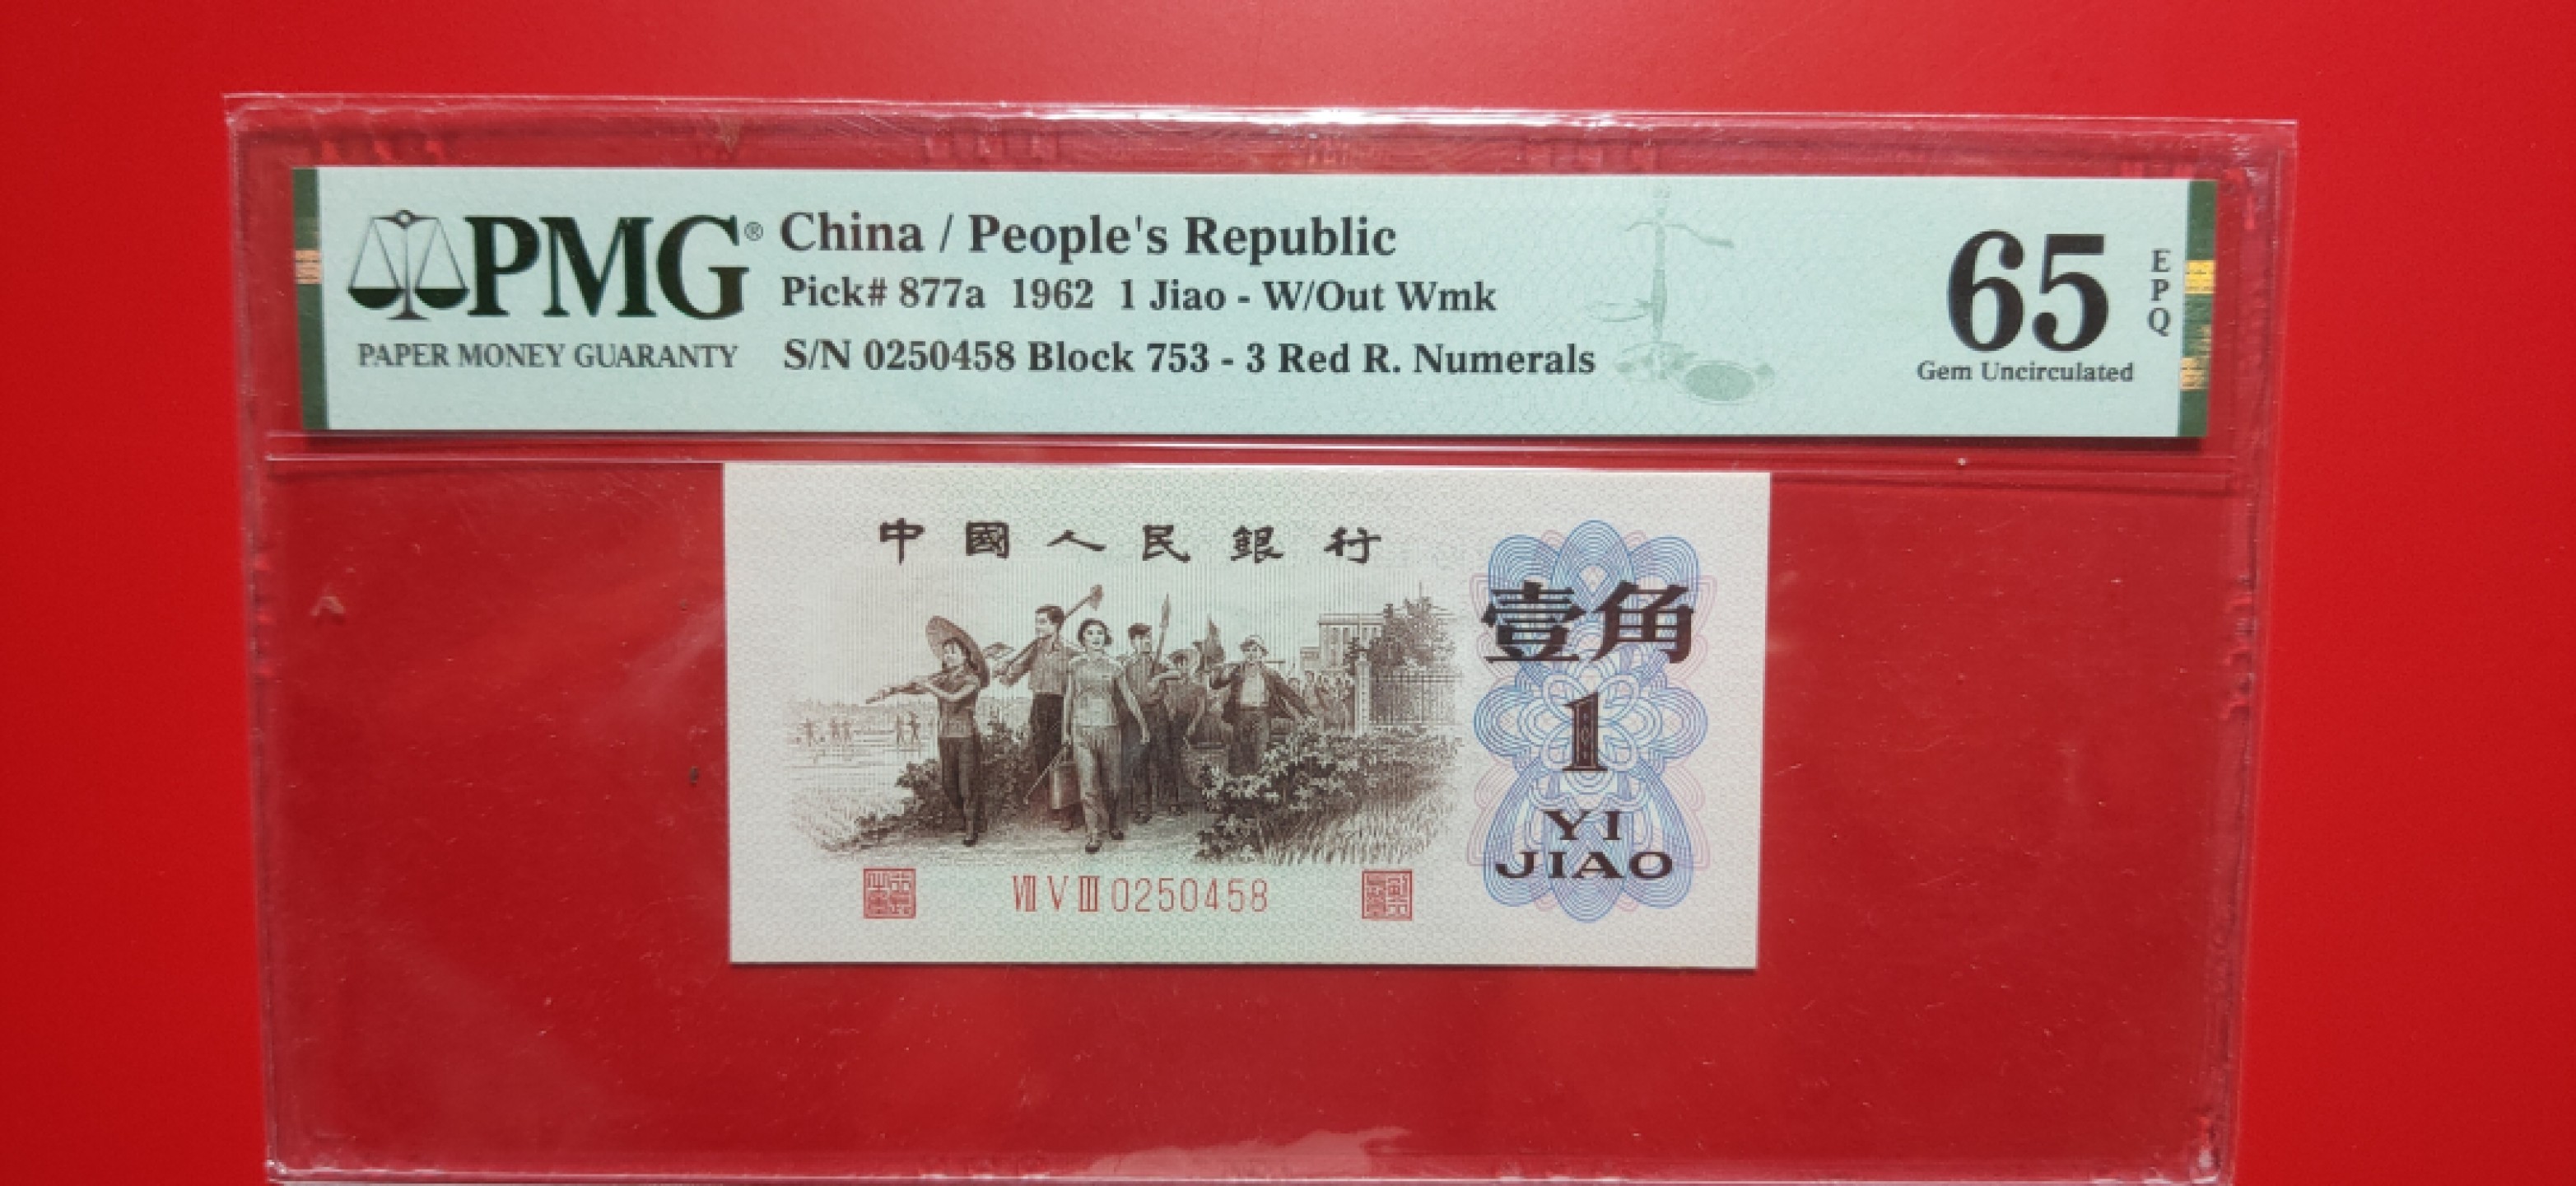 PMG®
PAPER MONEY GUARANTY
China / People's Republic
Pick# 877a 1962 1 Jiao - W/Out Wmk
S/N 0250458 Block 753 - 3 Red R. Numerals
65
EPQ
Gem Uncirculated
中國人民銀行
壹角
1
YI
JIAO
Ⅶ Ⅴ Ⅲ 0250458